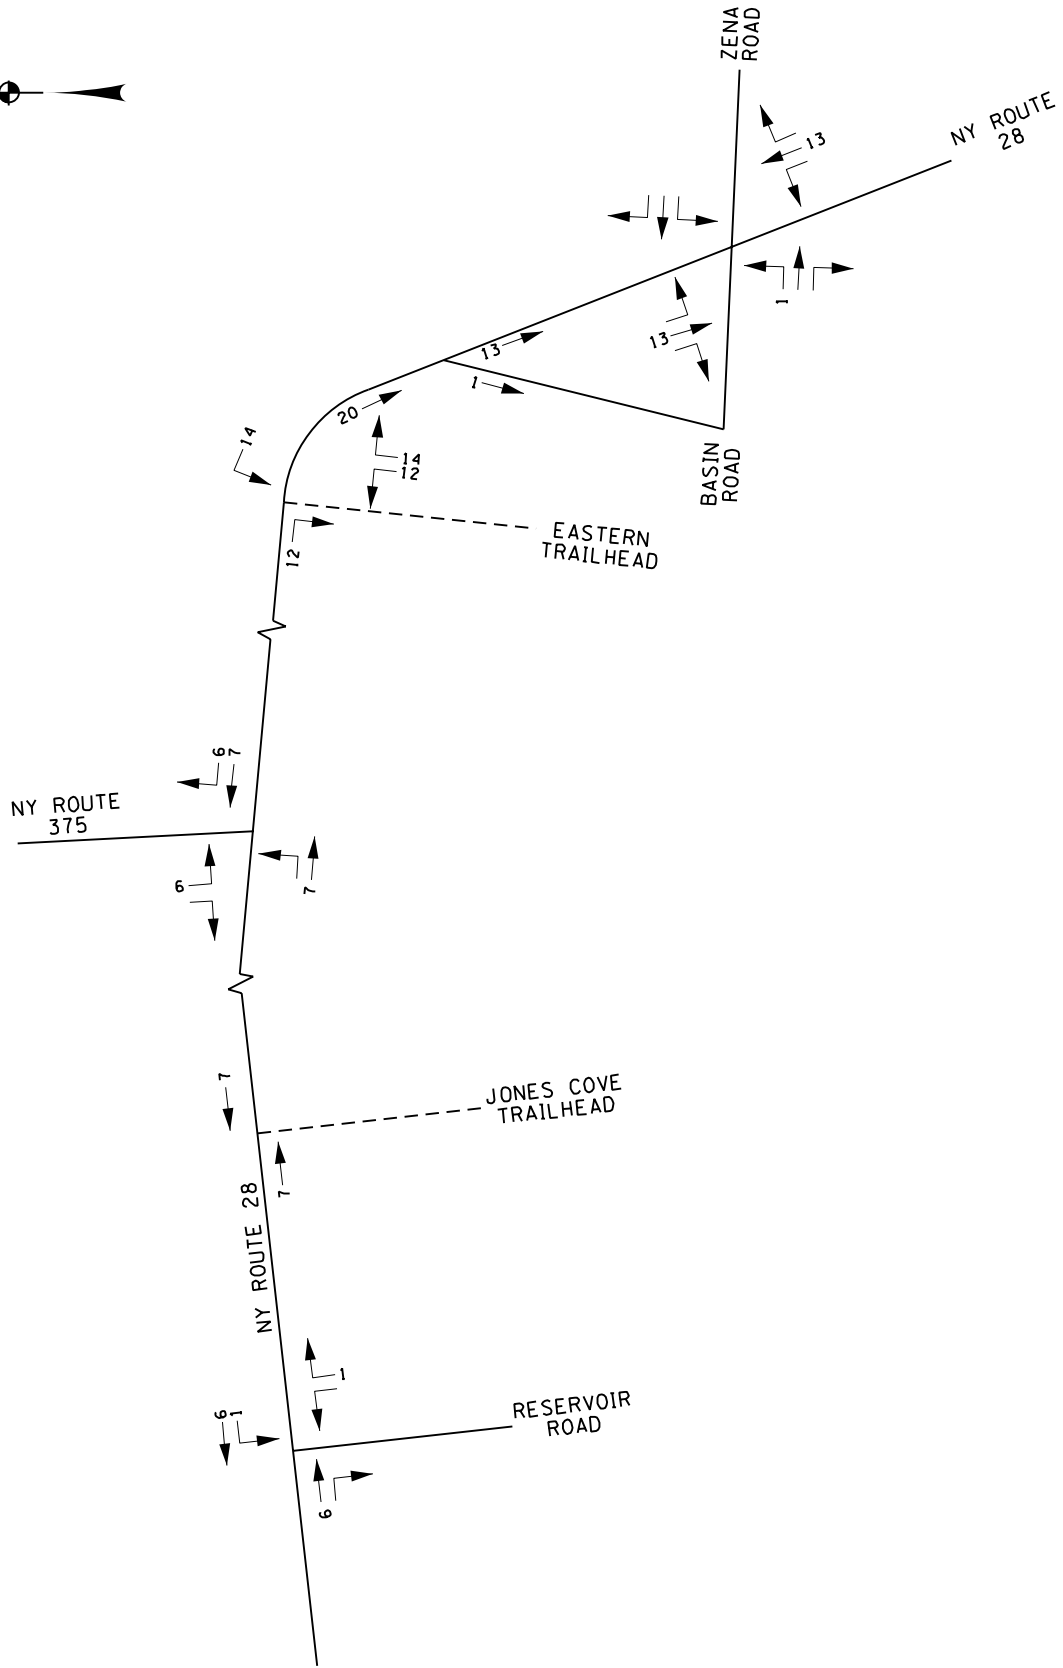 ZENA
ROAD
NY ROUTE
28
13
1
13
13
1
20
14
14
12
BASIN
ROAD
EASTERN
TRAILHEAD
12
6
7
NY ROUTE
375
6
7
7
JONES COVE
TRAILHEAD
7
NY ROUTE 28
1
6
1
RESERVOIR
ROAD
6